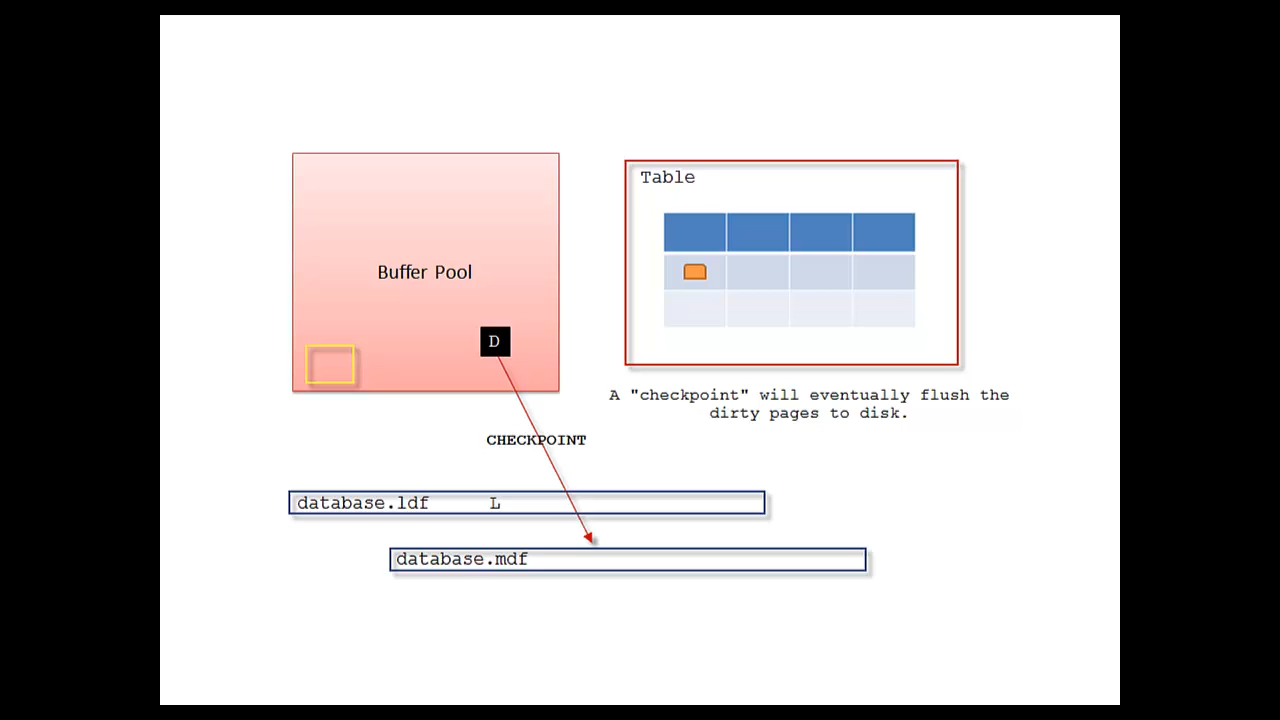 Table
Buffer Pool
D
A "checkpoint" will eventually flush the
dirty pages to disk.
CHECKPOINT
database.ldf L
database.mdf